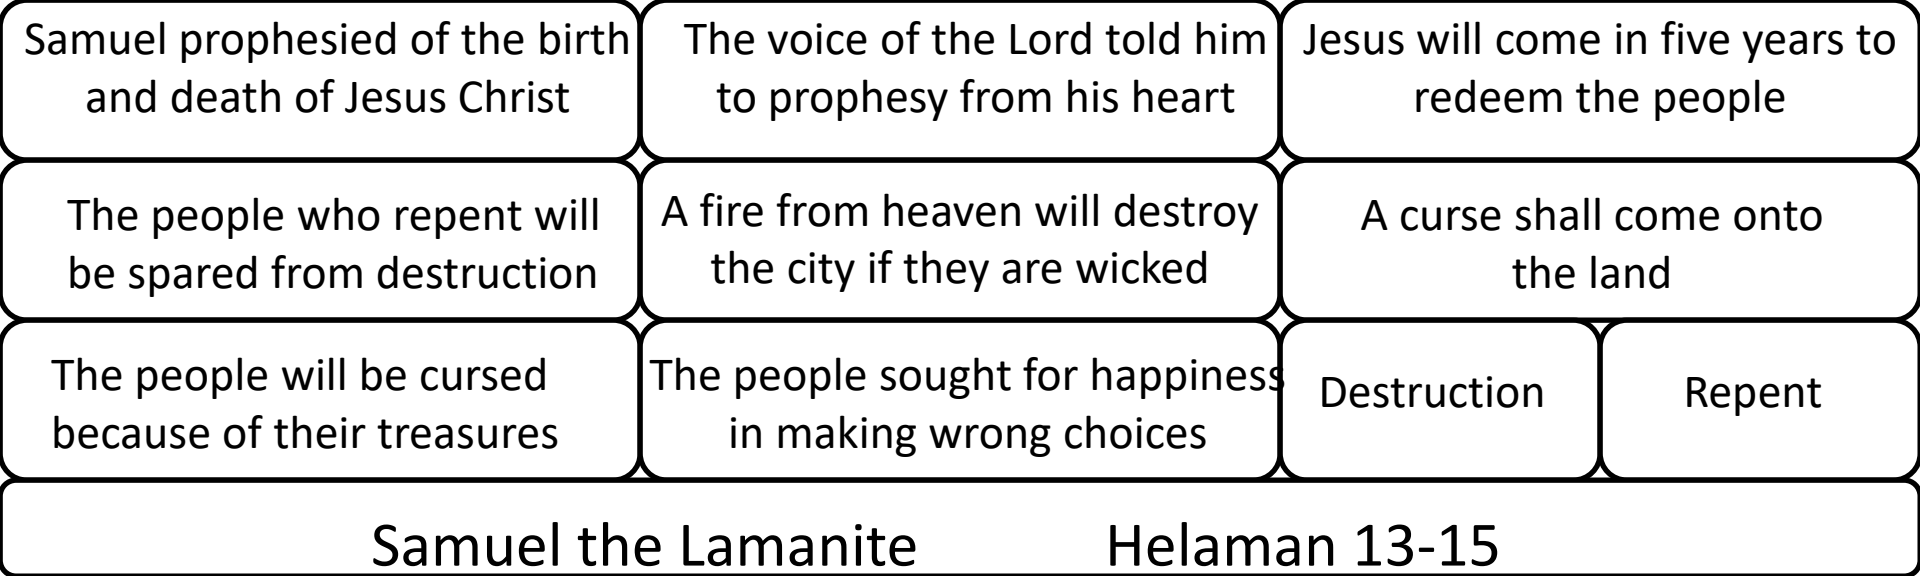 Samuel prophesied of the birth
and death of Jesus Christ
The voice of the Lord told him
to prophesy from his heart
Jesus will come in five years to
redeem the people
The people who repent will
be spared from destruction
A fire from heaven will destroy
the city if they are wicked
A curse shall come onto
the land
The people will be cursed
because of their treasures
The people sought for happiness
in making wrong choices
Destruction
Repent
Samuel the Lamanite Helaman 13-15